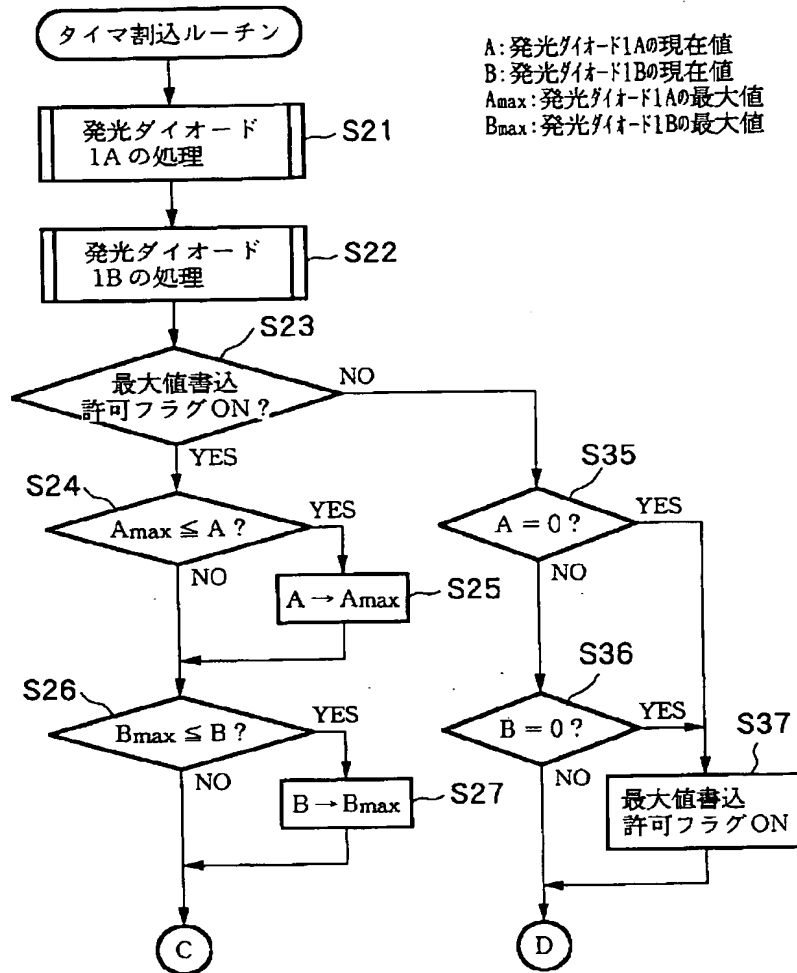 タイマ割込ルーチン
A:発光ダイオード1Aの現在値
B:発光ダイオード1Bの現在値
Amax:発光ダイオード1Aの最大値
Bmax:発光ダイオード1Bの最大値
発光ダイオード
1A の処理
S21
発光ダイオード
1B の処理
S22
S23
最大値書込
許可フラグON?
NO
YES
S24
Amax ≦ A ?
YES
NO
A → Amax
S25
S26
Bmax ≦ B ?
YES
NO
B → Bmax
S27
C
S35
A = 0 ?
YES
NO
S36
B = 0 ?
YES
NO
S37
最大値書込
許可フラグON
D